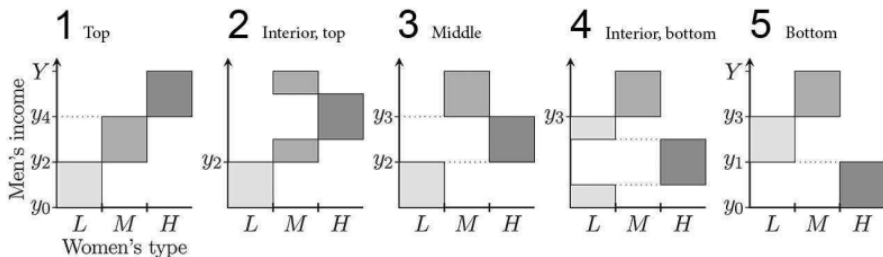 1 Top
2 Interior, top
3 Middle
4 Interior, bottom
5 Bottom
Men's income
Y
y4
y2
y0
L M H
Women's type
y2
L M H
y3
y2
L M H
y3
L M H
Y
y3
y1
y0
L M H